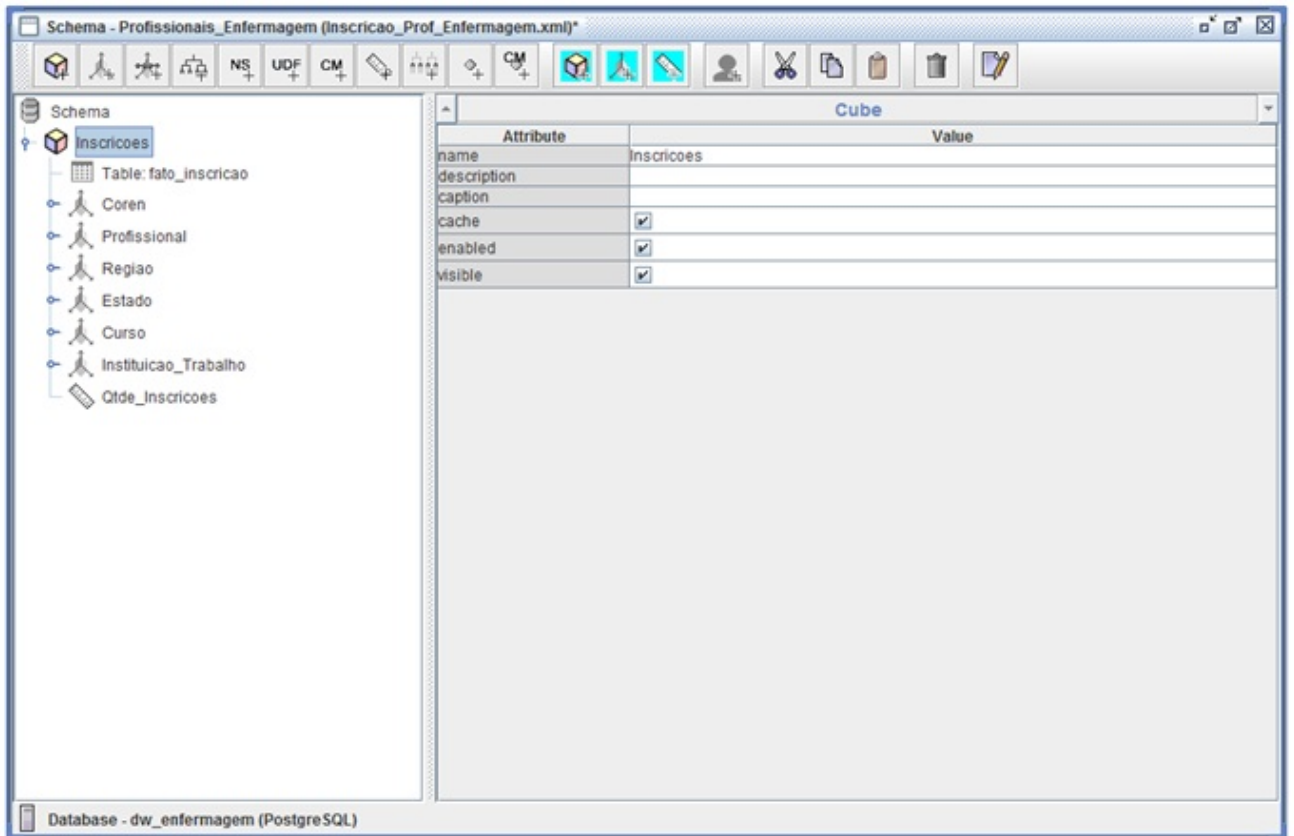 Schema - Profissionais_Enfermagem (Inscricao_Prof_Enfermagem.xml)*
NS UDF CM CM
Schema
Inscricoes
Table: fato_inscricao
Coren
Profissional
Regiao
Estado
Curso
Instituicao_Trabalho
Qtde_Inscricoes
Cube
Attribute Value
name Inscricoes
description
caption
cache
enabled
visible
Database - dw_enfermagem (PostgreSQL)